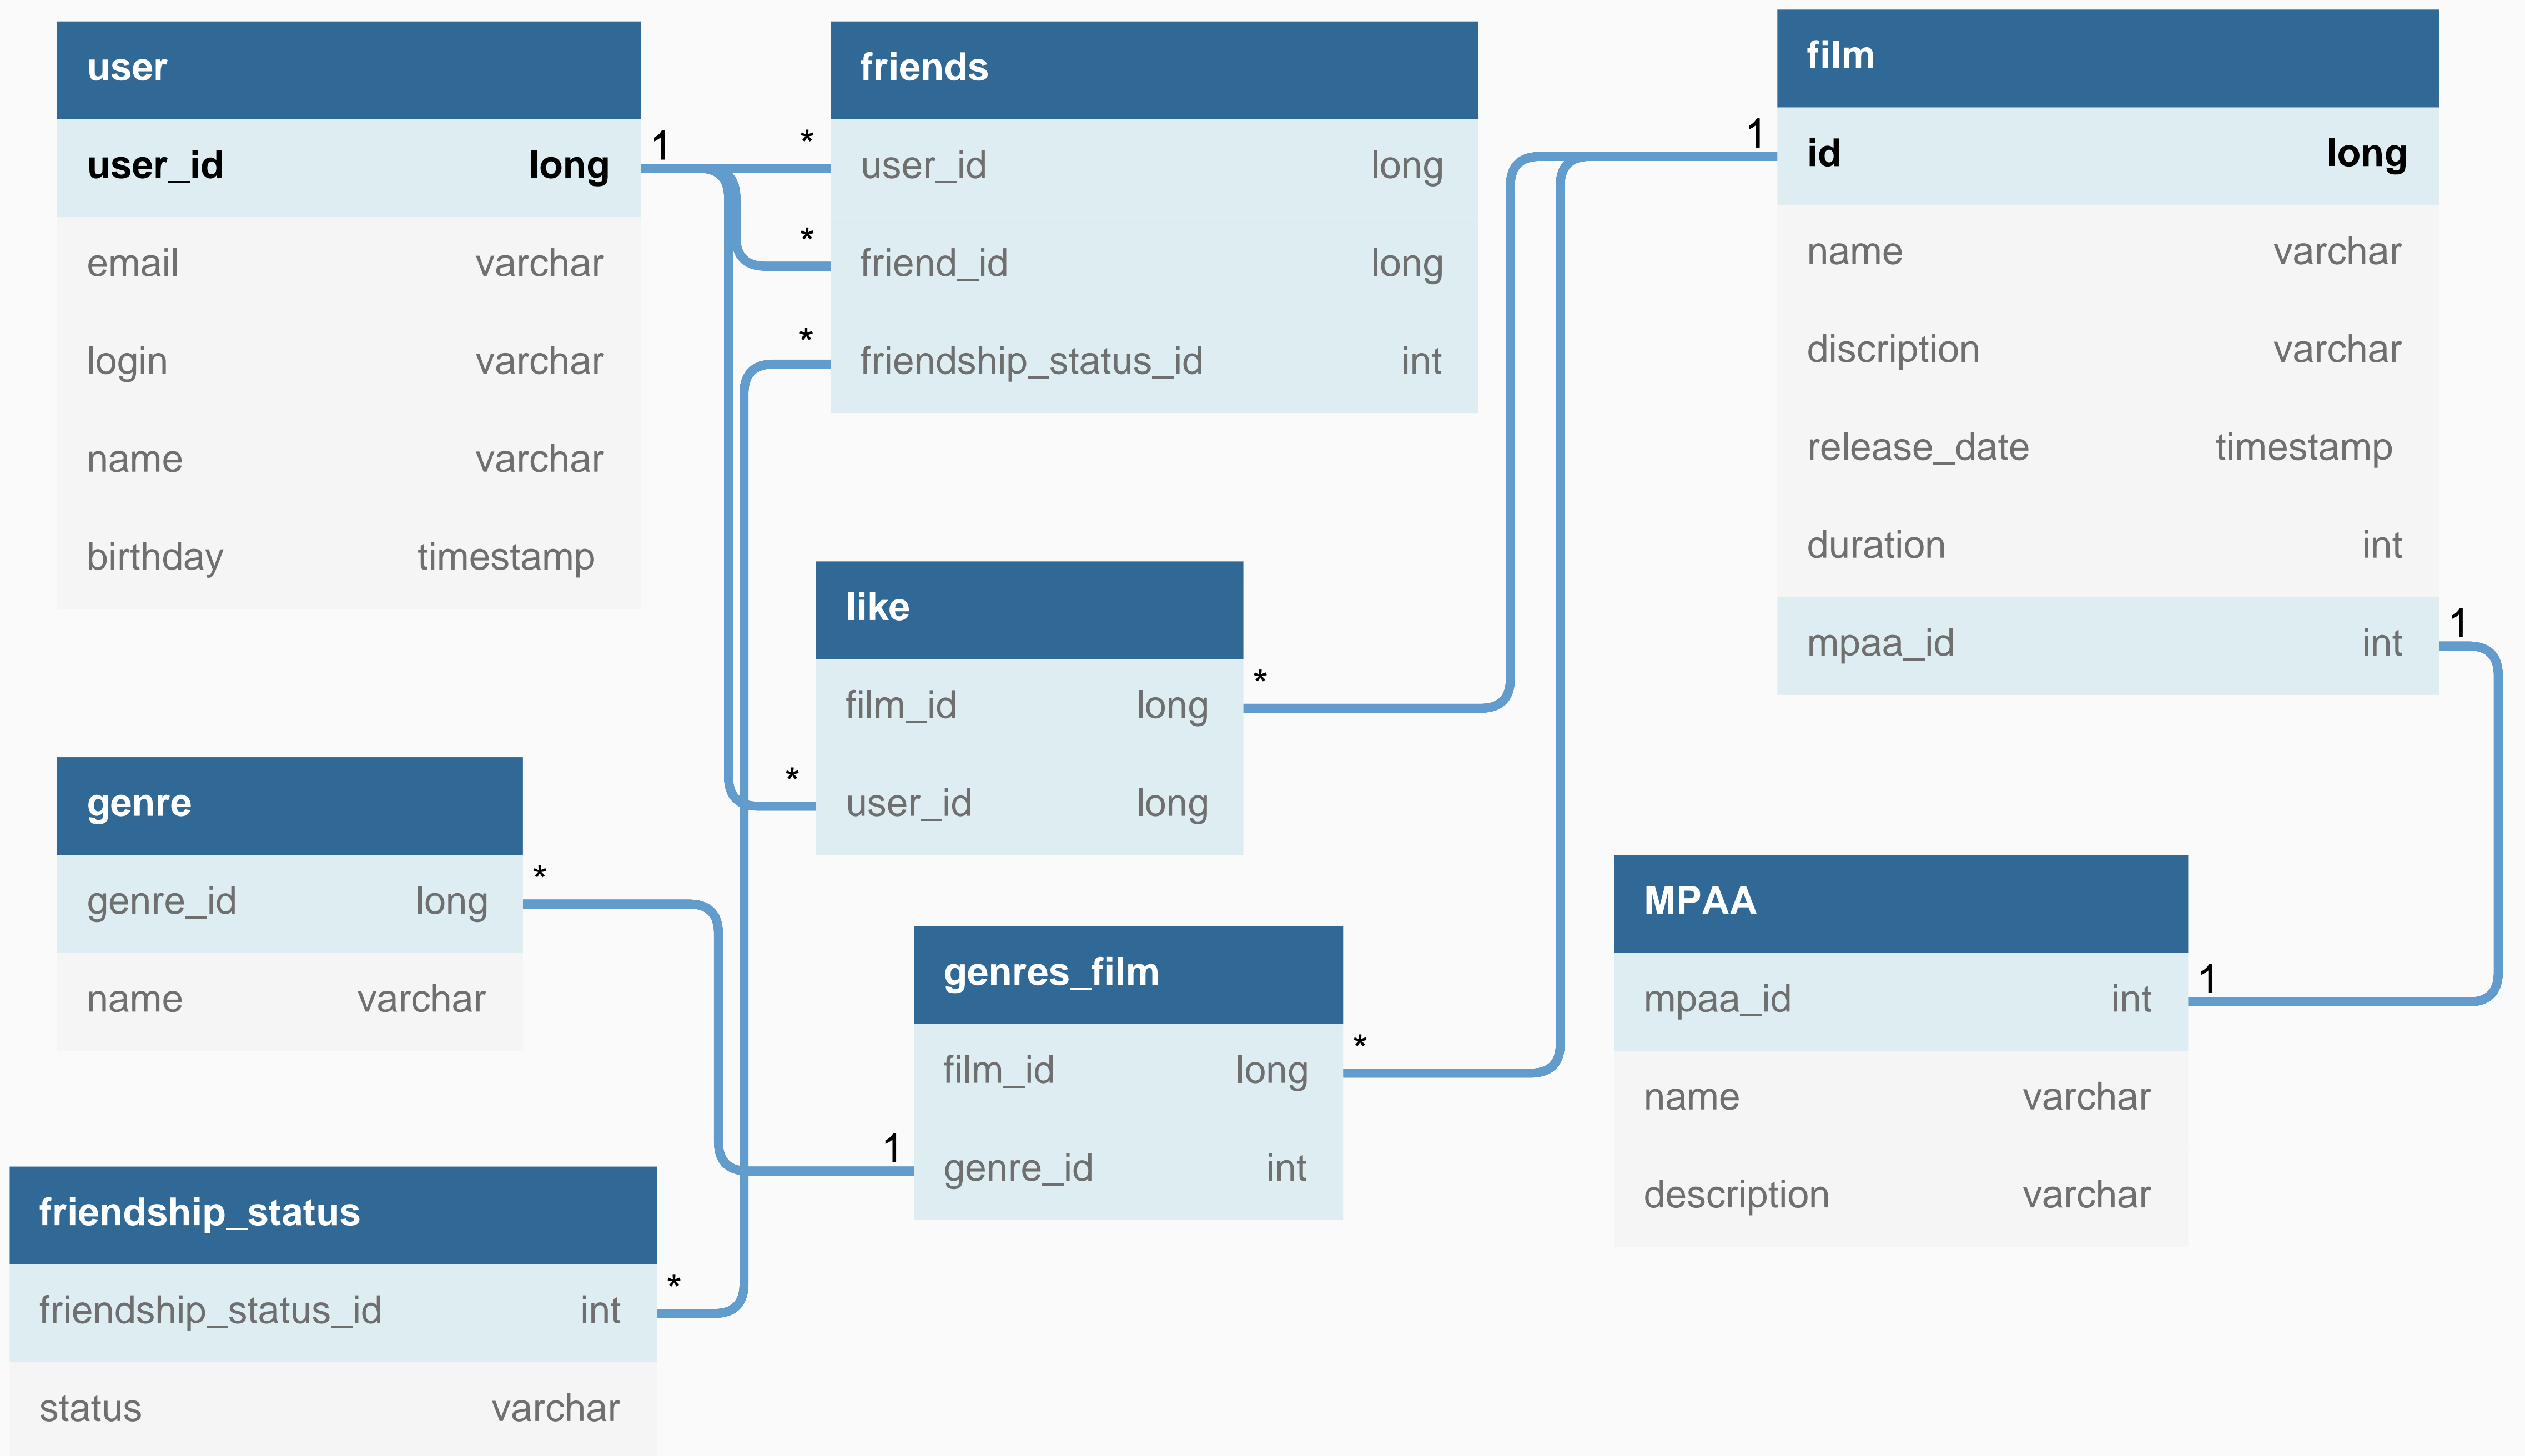 user
user_id long
email varchar
login varchar
name varchar
birthday timestamp
1 *
*
*
friends
user_id long
friend_id long
friendship_status_id int
film
1
id long
name varchar
discription varchar
release_date timestamp
duration int
mpaa_id int
1
like
film_id long
*
*
user_id long
genre
genre_id long
*
name varchar
genres_film
film_id long
*
1
genre_id int
MPAA
mpaa_id int
1
name varchar
description varchar
friendship_status
friendship_status_id int
*
status varchar